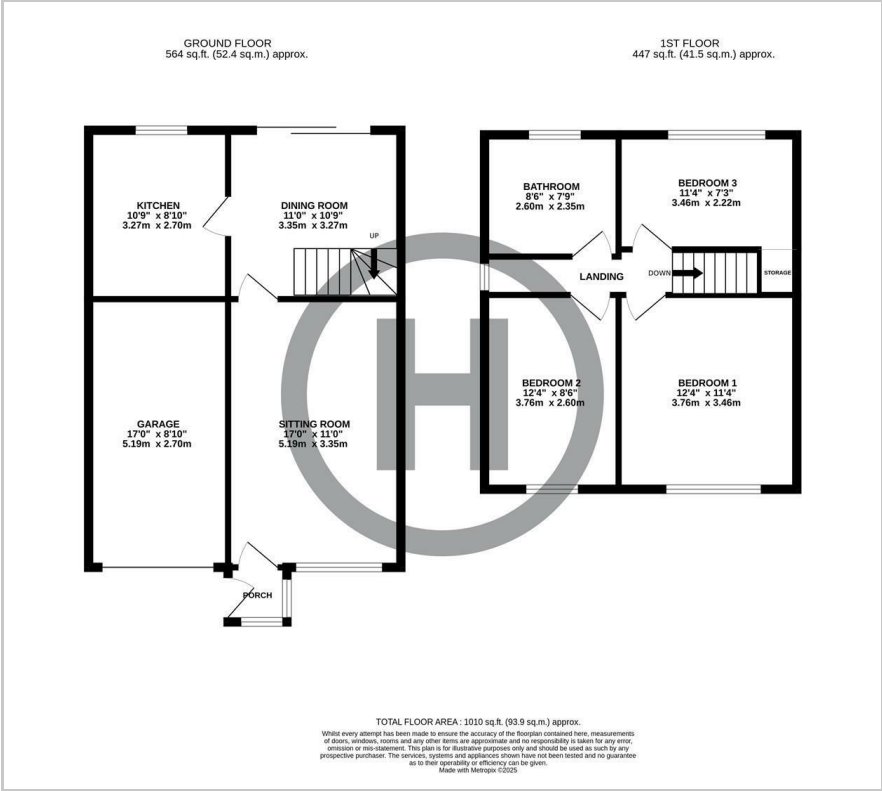 GROUND FLOOR
564 sq.ft. (52.4 sq.m.) approx.
1ST FLOOR
447 sq.ft. (41.5 sq.m.) approx.
KITCHEN
10'9" x 8'10"
3.27m x 2.70m
DINING ROOM
11'0" x 10'9"
3.35m x 3.27m
UP
GARAGE
17'0" x 8'10"
5.19m x 2.70m
SITTING ROOM
17'0" x 11'0"
5.19m x 3.35m
PORCH
BATHROOM
8'6" x 7'9"
2.60m x 2.35m
BEDROOM 3
11'4" x 7'3"
3.46m x 2.22m
LANDING
DOWN
STORAGE
BEDROOM 2
12'4" x 8'6"
3.76m x 2.60m
BEDROOM 1
12'4" x 11'4"
3.76m x 3.46m
H
TOTAL FLOOR AREA : 1010 sq.ft. (93.9 sq.m.) approx.
Whilst every attempt has been made to ensure the accuracy of the floorplan contained here, measurements
of doors, windows, rooms and any other items are approximate and no responsibility is taken for any error,
omission or mis-statement. This plan is for illustrative purposes only and should be used as such by any
prospective purchaser. The services, systems and appliances shown have not been tested and no guarantee
as to their operability or efficiency can be given.
Made with Metropix ©2025